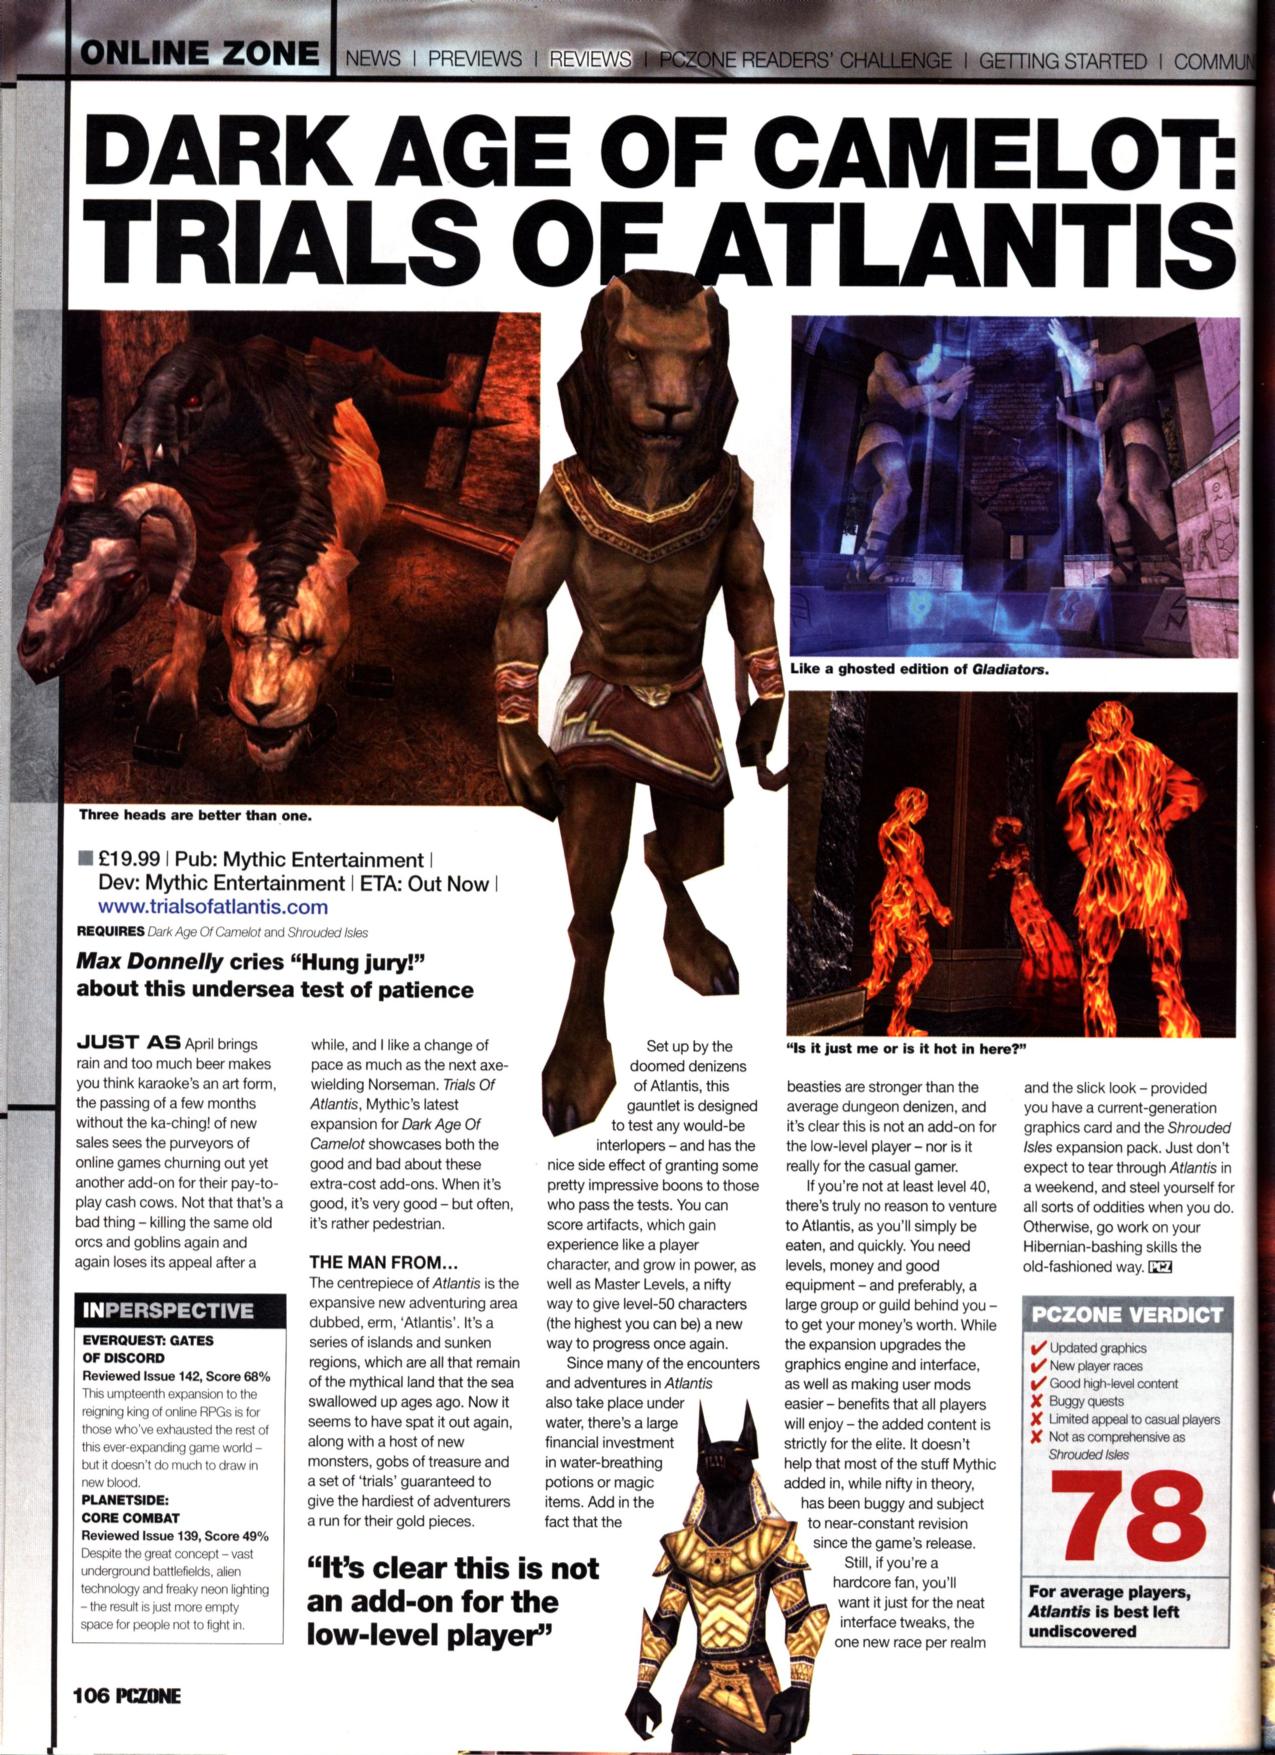 ONLINE ZONE
NEWS | PREVIEWS | REVIEWS | PCZONE READERS' CHALLENGE | GETTING STARTED | COMMUN
DARK AGE OF CAMELOT:
TRIALS OF ATLANTIS
Three heads are better than one.
Like a ghosted edition of Gladiators.
"Is it just me or is it hot in here?"
£19.99 | Pub: Mythic Entertainment |
Dev: Mythic Entertainment | ETA: Out Now |
www.trialsofatlantis.com
REQUIRES Dark Age Of Camelot and Shrouded Isles
Max Donnelly cries "Hung jury!"
about this undersea test of patience
JUST AS April brings
rain and too much beer makes
you think karaoke's an art form,
the passing of a few months
without the ka-ching! of new
sales sees the purveyors of
online games churning out yet
another add-on for their pay-to-
play cash cows. Not that that's a
bad thing – killing the same old
orcs and goblins again and
again loses its appeal after a
while, and I like a change of
pace as much as the next axe-
wielding Norseman. Trials Of
Atlantis, Mythic's latest
expansion for Dark Age Of
Camelot showcases both the
good and bad about these
extra-cost add-ons. When it's
good, it's very good – but often,
it's rather pedestrian.
THE MAN FROM...
The centrepiece of Atlantis is the
expansive new adventuring area
dubbed, erm, 'Atlantis'. It's a
series of islands and sunken
regions, which are all that remain
of the mythical land that the sea
swallowed up ages ago. Now it
seems to have spat it out again,
along with a host of new
monsters, gobs of treasure and
a set of 'trials' guaranteed to
give the hardiest of adventurers
a run for their gold pieces.
Set up by the
doomed denizens
of Atlantis, this
gauntlet is designed
to test any would-be
interlopers – and has the
nice side effect of granting some
pretty impressive boons to those
who pass the tests. You can
score artifacts, which gain
experience like a player
character, and grow in power, as
well as Master Levels, a nifty
way to give level-50 characters
(the highest you can be) a new
way to progress once again.
Since many of the encounters
and adventures in Atlantis
also take place under
water, there's a large
financial investment
in water-breathing
potions or magic
items. Add in the
fact that the
beasties are stronger than the
average dungeon denizen, and
it's clear this is not an add-on for
the low-level player – nor is it
really for the casual gamer.
If you're not at least level 40,
there's truly no reason to venture
to Atlantis, as you'll simply be
eaten, and quickly. You need
levels, money and good
equipment – and preferably, a
large group or guild behind you –
to get your money's worth. While
the expansion upgrades the
graphics engine and interface,
as well as making user mods
easier – benefits that all players
will enjoy – the added content is
strictly for the elite. It doesn't
help that most of the stuff Mythic
added in, while nifty in theory,
has been buggy and subject
to near-constant revision
since the game's release.
Still, if you're a
hardcore fan, you'll
want it just for the neat
interface tweaks, the
one new race per realm
and the slick look – provided
you have a current-generation
graphics card and the Shrouded
Isles expansion pack. Just don't
expect to tear through Atlantis in
a weekend, and steel yourself for
all sorts of oddities when you do.
Otherwise, go work on your
Hibernian-bashing skills the
old-fashioned way. PCZ
INPERSPECTIVE
EVERQUEST: GATES
OF DISCORD
Reviewed Issue 142, Score 68%
This umpteenth expansion to the
reigning king of online RPGs is for
those who've exhausted the rest of
this ever-expanding game world –
but it doesn't do much to draw in
new blood.
PLANETSIDE:
CORE COMBAT
Reviewed Issue 139, Score 49%
Despite the great concept – vast
underground battlefields, alien
technology and freaky neon lighting
– the result is just more empty
space for people not to fight in.
"It's clear this is not
an add-on for the
low-level player"
PCZONE VERDICT
✓ Updated graphics
✓ New player races
✓ Good high-level content
✗ Buggy quests
✗ Limited appeal to casual players
✗ Not as comprehensive as
Shrouded Isles
78
For average players,
Atlantis is best left
undiscovered
106 PCZONE